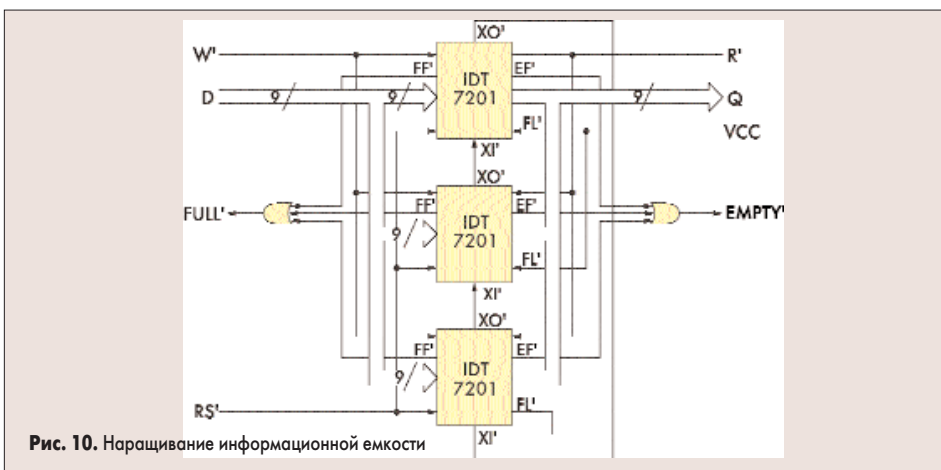 XO'
W' FF' IDT 7201 EF' R'
D 9 9 9 Q
FL' VCC
XI'
XO'
FULL' FF' IDT 7201 EF' EMPTY'
9
FL'
XI'
XO'
FF' IDT 7201 EF'
9
RS' FL'
XI'
Рис. 10. Наращивание информационной емкости